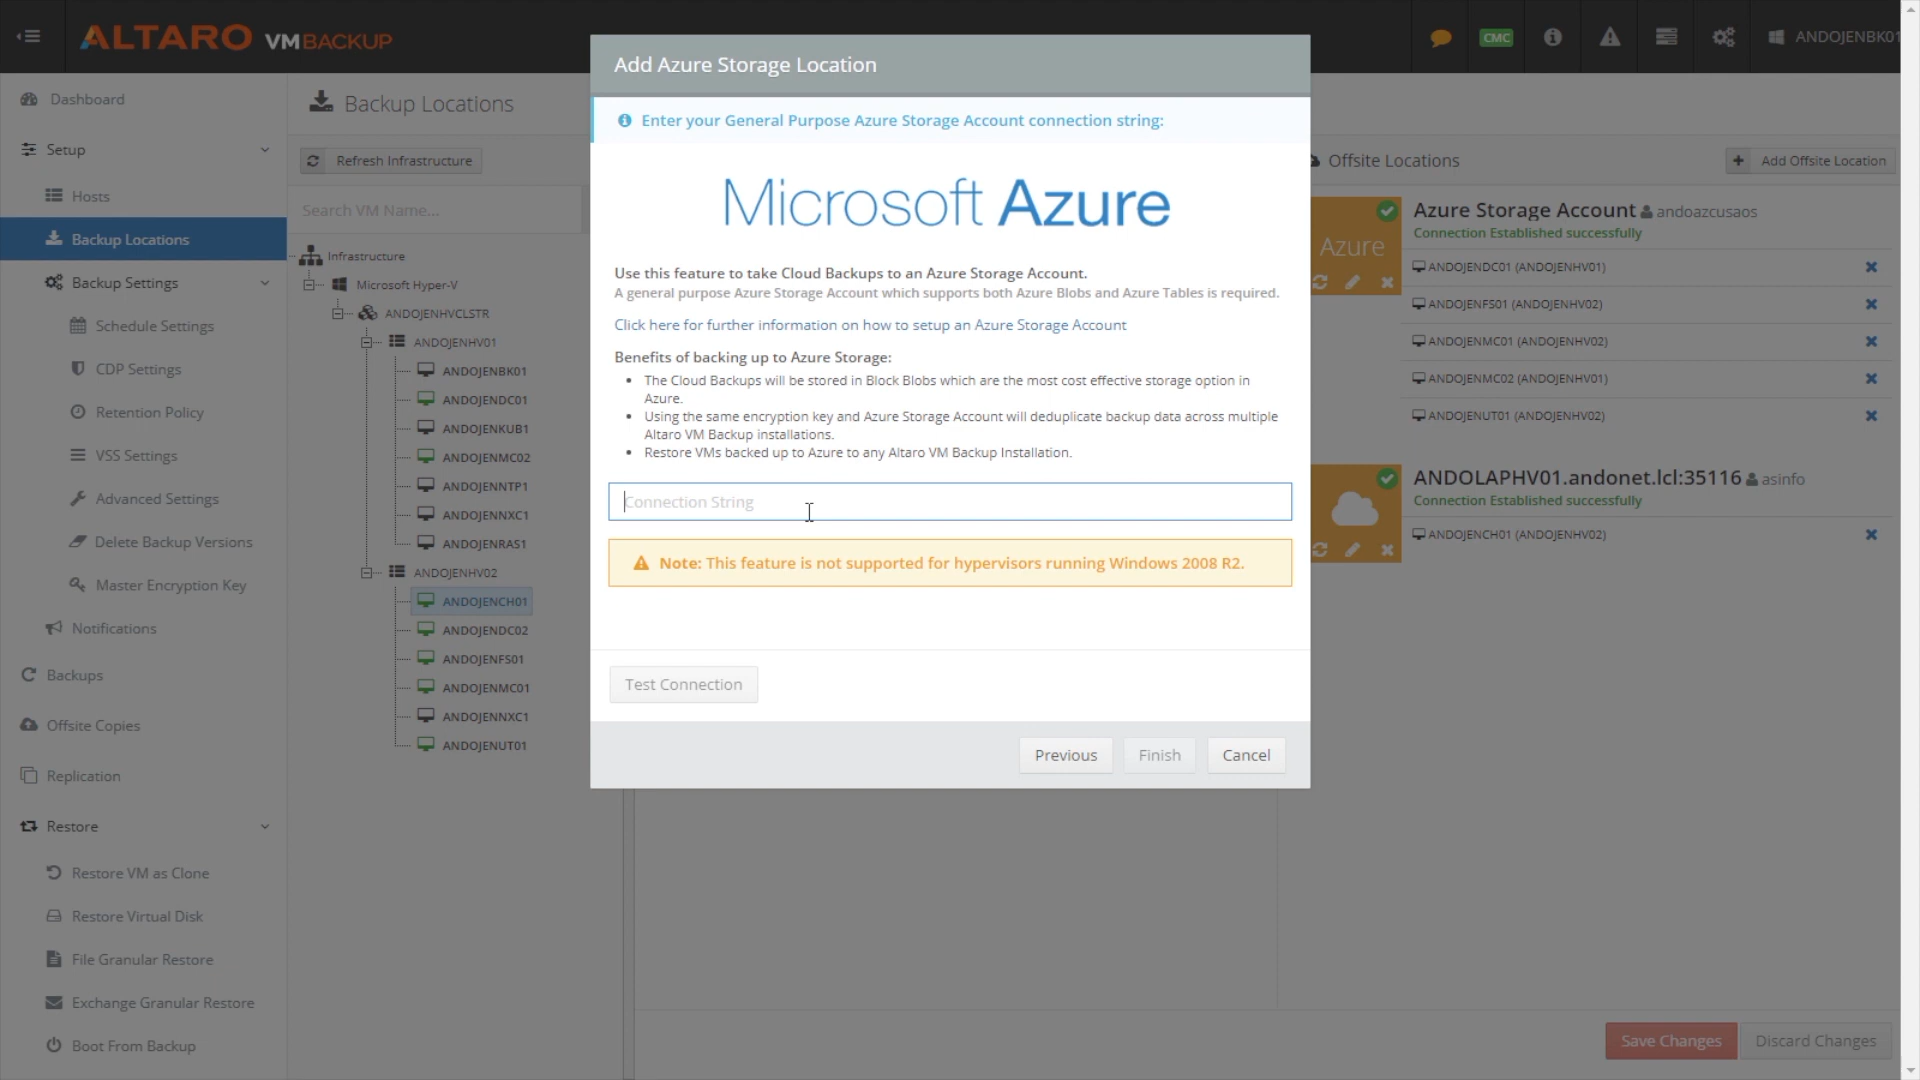 ALTARO VMBACKUP
CMC
ANDOJENBK01
Dashboard
Setup
Hosts
Backup Locations
Backup Settings
Schedule Settings
CDP Settings
Retention Policy
VSS Settings
Advanced Settings
Delete Backup Versions
Master Encryption Key
Notifications
Backups
Offsite Copies
Replication
Restore
Restore VM as Clone
Restore Virtual Disk
File Granular Restore
Exchange Granular Restore
Boot From Backup
Backup Locations
Refresh Infrastructure
Search VM Name...
Infrastructure
Microsoft Hyper-V
ANDOJENHVCLSTR
ANDOJENHV01
ANDOJENBK01
ANDOJENDC01
ANDOJENKUB1
ANDOJENMC02
ANDOJENNTP1
ANDOJENNXC1
ANDOJENRAS1
ANDOJENHV02
ANDOJENCH01
ANDOJENDC02
ANDOJENFS01
ANDOJENMC01
ANDOJENNXC1
ANDOJENUT01
Add Azure Storage Location
Enter your General Purpose Azure Storage Account connection string:
Microsoft Azure
Use this feature to take Cloud Backups to an Azure Storage Account.
A general purpose Azure Storage Account which supports both Azure Blobs and Azure Tables is required.
Click here for further information on how to setup an Azure Storage Account
Benefits of backing up to Azure Storage:
• The Cloud Backups will be stored in Block Blobs which are the most cost effective storage option in
Azure.
• Using the same encryption key and Azure Storage Account will deduplicate backup data across multiple
Altaro VM Backup installations.
• Restore VMs backed up to Azure to any Altaro VM Backup Installation.
Connection String
Note: This feature is not supported for hypervisors running Windows 2008 R2.
Test Connection
Previous
Finish
Cancel
Offsite Locations
Add Offsite Location
Azure
Azure Storage Account andoazcusaos
Connection Established successfully
ANDOJENDC01 (ANDOJENHV01)
ANDOJENFS01 (ANDOJENHV02)
ANDOJENMC01 (ANDOJENHV02)
ANDOJENMC02 (ANDOJENHV01)
ANDOJENUT01 (ANDOJENHV02)
ANDOLAPHV01.andonet.lcl:35116 asinfo
Connection Established successfully
ANDOJENCH01 (ANDOJENHV02)
Save Changes
Discard Changes